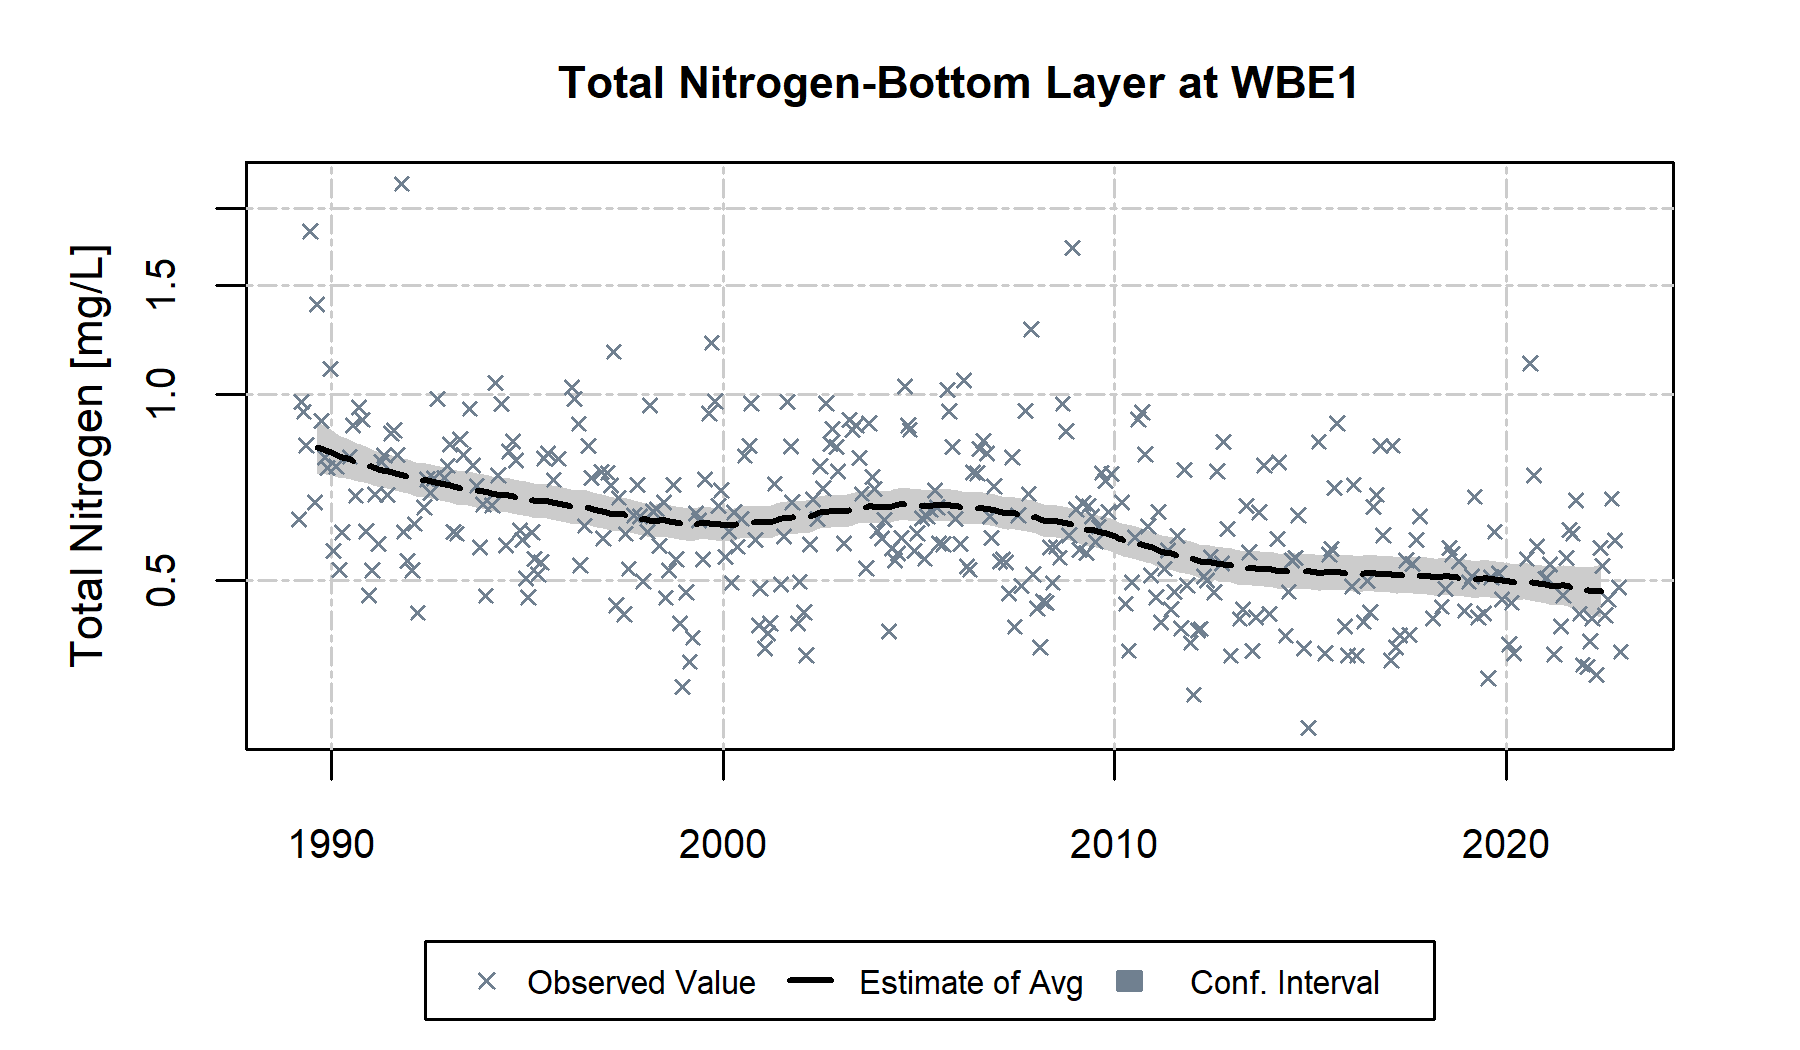 Total Nitrogen-Bottom Layer at WBE1
Total Nitrogen [mg/L]
1.5
1.0
0.5
1990 2000 2010 2020
Observed Value Estimate of Avg Conf. Interval